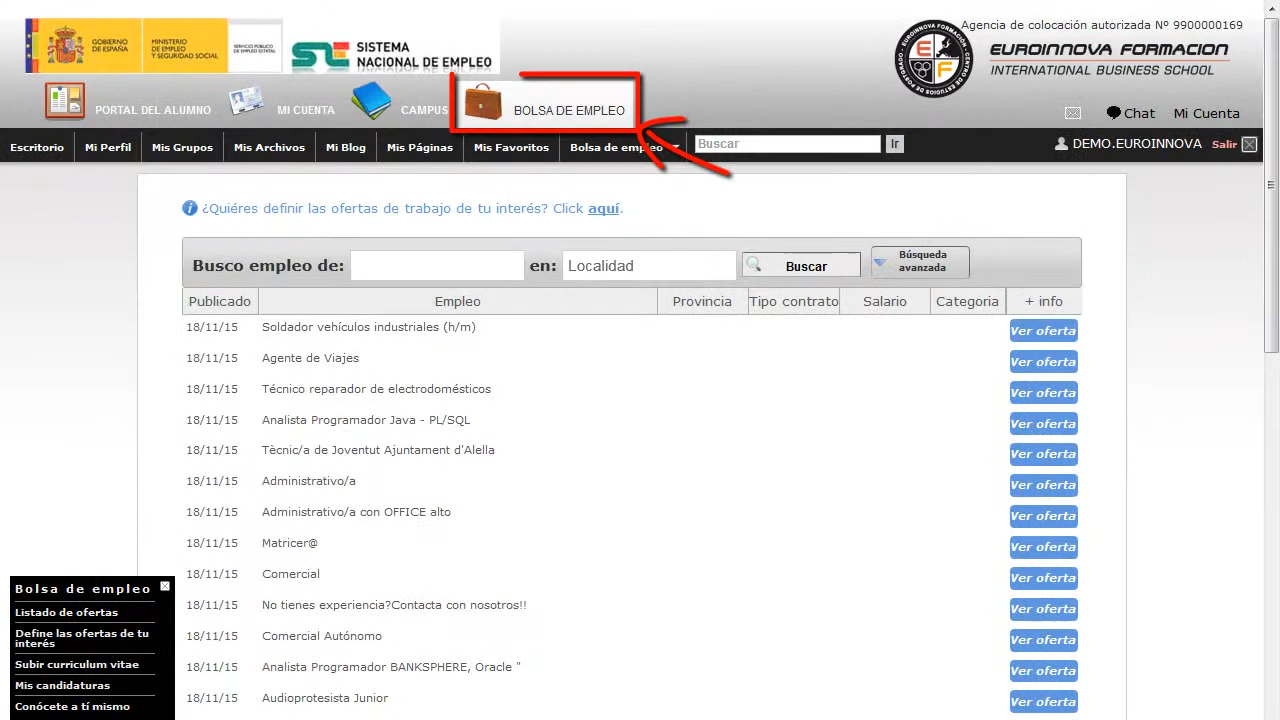 GOBIERNO
DE ESPAÑA
MINISTERIO
DE EMPLEO
Y SEGURIDAD SOCIAL
SERVICIO PÚBLICO
DE EMPLEO ESTATAL
SISTEMA
NACIONAL DE EMPLEO
Agencia de colocación autorizada Nº 9900000169
EUROINNOVA FORMACION
INTERNATIONAL BUSINESS SCHOOL
EUROINNOVA FORMACIÓN
CENTRO DE ESTUDIOS DE POSTGRADO
E F
PORTAL DEL ALUMNO
MI CUENTA
CAMPUS
BOLSA DE EMPLEO
Chat
Mi Cuenta
Escritorio
Mi Perfil
Mis Grupos
Mis Archivos
Mi Blog
Mis Páginas
Mis Favoritos
Bolsa de empleo
Buscar
Ir
DEMO.EUROINNOVA
Salir
¿Quiéres definir las ofertas de trabajo de tu interés? Click aquí.
Busco empleo de:
en:
Localidad
Buscar
Búsqueda
avanzada
Publicado Empleo Provincia Tipo contrato Salario Categoria + info
18/11/15 Soldador vehículos industriales (h/m) Ver oferta
18/11/15 Agente de Viajes Ver oferta
18/11/15 Técnico reparador de electrodomésticos Ver oferta
18/11/15 Analista Programador Java - PL/SQL Ver oferta
18/11/15 Tècnic/a de Joventut Ajuntament d'Alella Ver oferta
18/11/15 Administrativo/a Ver oferta
18/11/15 Administrativo/a con OFFICE alto Ver oferta
18/11/15 Matricer@ Ver oferta
18/11/15 Comercial Ver oferta
18/11/15 No tienes experiencia?Contacta con nosotros!! Ver oferta
18/11/15 Comercial Autónomo Ver oferta
18/11/15 Analista Programador BANKSPHERE, Oracle " Ver oferta
18/11/15 Audioprotesista Junior Ver oferta
Bolsa de empleo
Listado de ofertas
Define las ofertas de tu
interés
Subir curriculum vitae
Mis candidaturas
Conócete a tí mismo